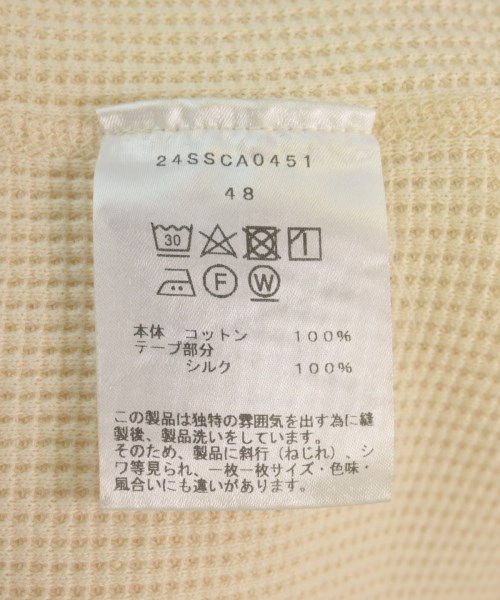 24SSCA0451
48
30
F W
本体 コットン 100%
テープ部分
シルク 100%
この製品は独特の雰囲気を出す為に縫
製後、製品洗いをしています。
そのため、製品に斜行（ねじれ）、シ
ワ等見られ、一枚一枚サイズ・色味・
風合いにも違いがあります。